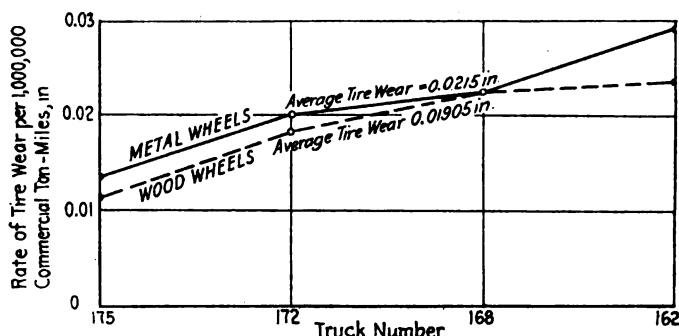 Rate of Tire Wear per 1,000,000
Commercial Ton-Miles, in
0.03
0.02
0.01
0
METAL WHEELS
Average Tire Wear = 0.0215 in.
WOOD WHEELS
Average Tire Wear 0.01905 in.
175
172
168
162
Truck Number